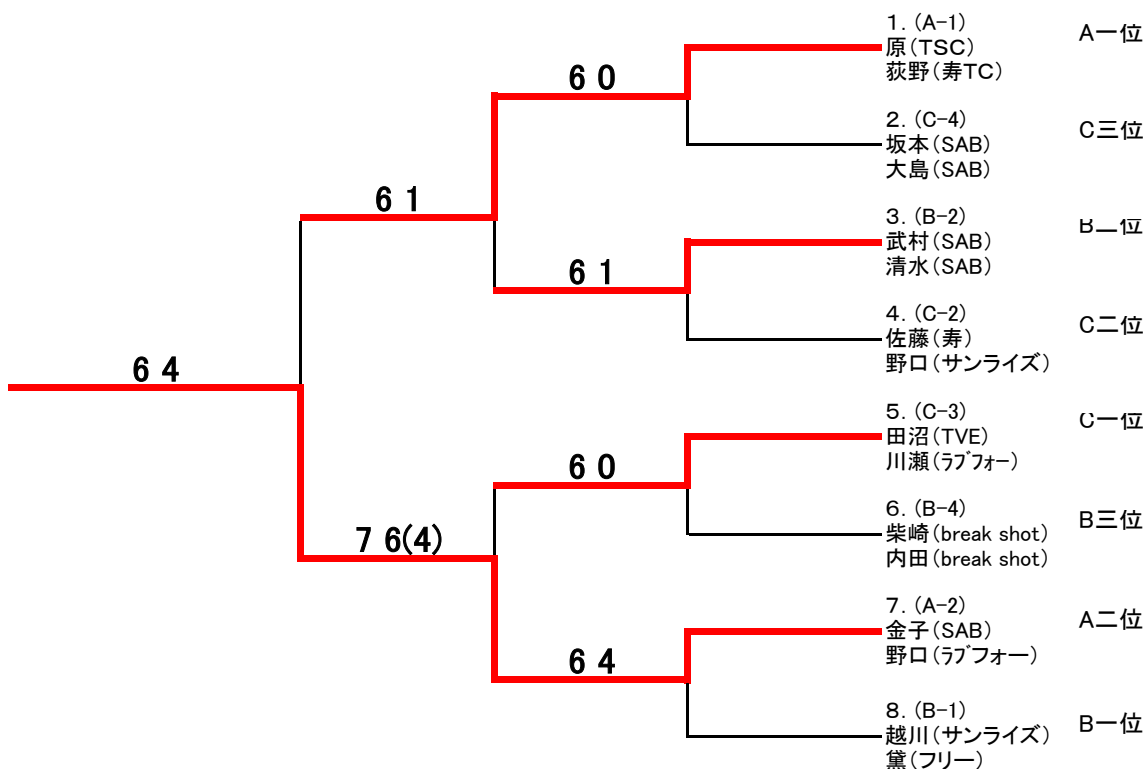 1. (A-1)
原(TSC)
荻野(寿TC)
A一位
2. (C-4)
坂本(SAB)
大島(SAB)
C三位
3. (B-2)
武村(SAB)
清水(SAB)
B二位
4. (C-2)
佐藤(寿)
野口(サンライズ)
C二位
5. (C-3)
田沼(TVE)
川瀬(ラブフォー)
C一位
6. (B-4)
柴崎(break shot)
内田(break shot)
B三位
7. (A-2)
金子(SAB)
野口(ラブフォー)
A二位
8. (B-1)
越川(サンライズ)
黛(フリー)
B一位
6 0
6 1
6 0
6 4
6 1
7 6(4)
6 4